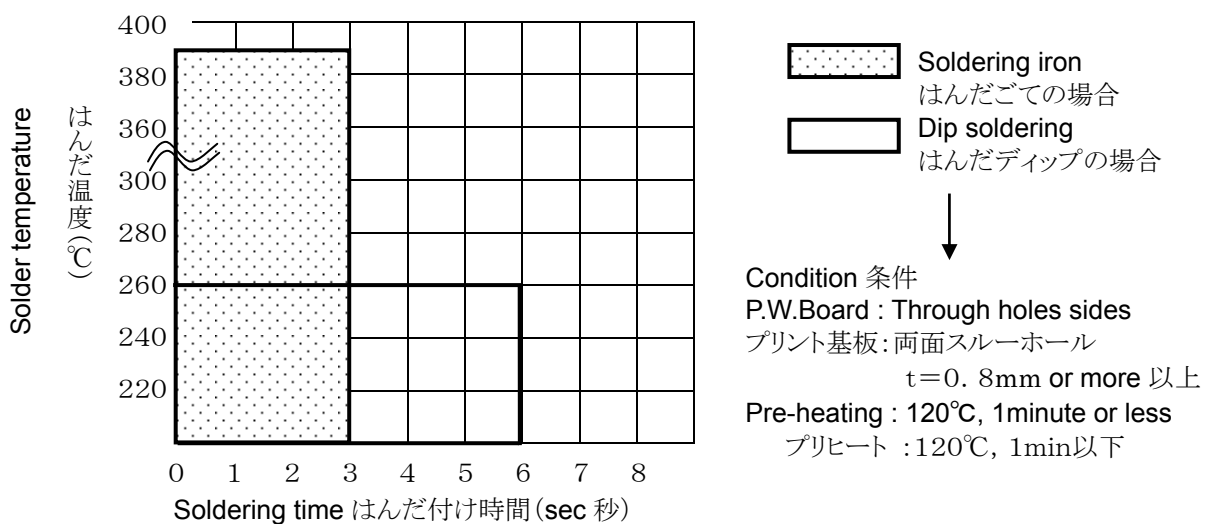 Solder temperature
はんだ温度(℃)
400
380
360
300
280
260
240
220
0 1 2 3 4 5 6 7 8
Soldering time はんだ付け時間(sec 秒)
Soldering iron
はんだごての場合
Dip soldering
はんだディップの場合
Condition 条件
P.W.Board : Through holes sides
プリント基板:両面スルーホール
t=0.8mm or more 以上
Pre-heating : 120℃, 1minute or less
プリヒート :120℃, 1min以下